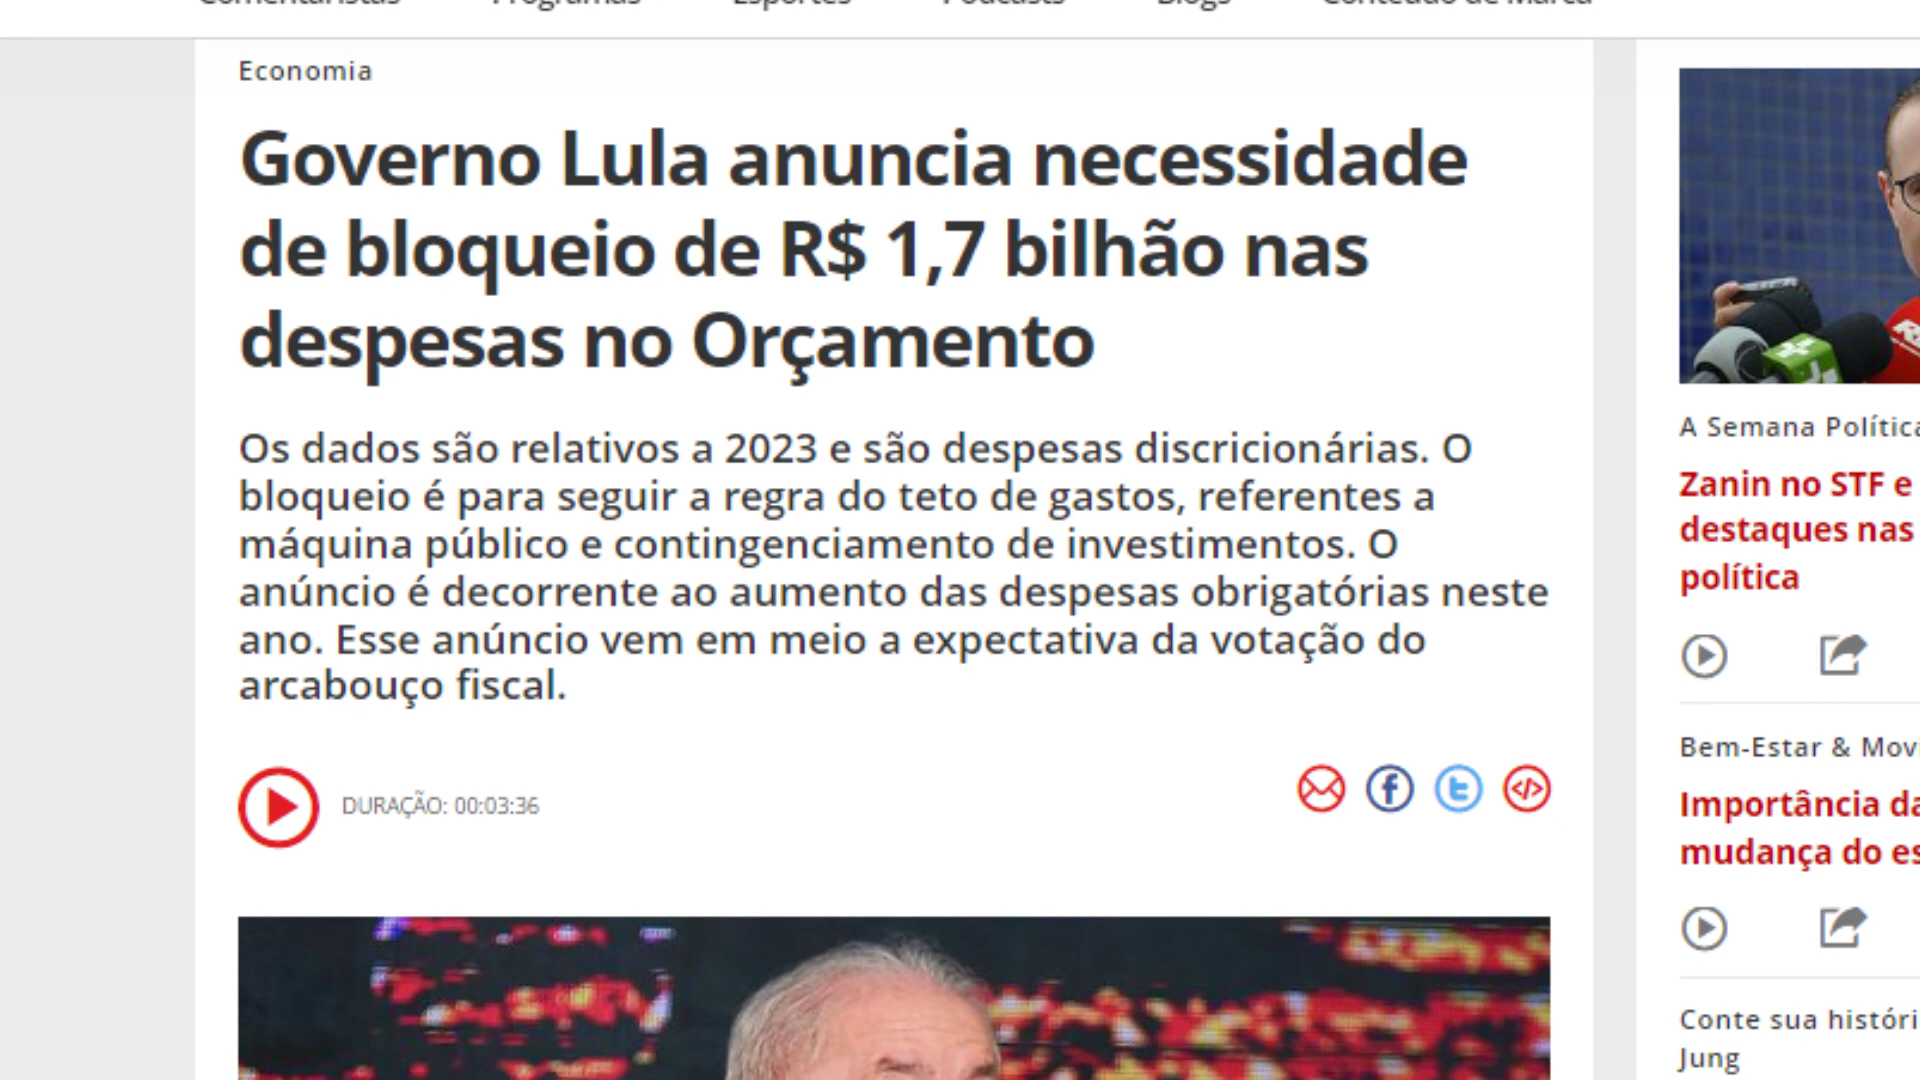 Comentaristas Programas Esportes Podcasts Blogs Conteúdo de Marca
Economia
Governo Lula anuncia necessidade
de bloqueio de R$ 1,7 bilhão nas
despesas no Orçamento
Os dados são relativos a 2023 e são despesas discricionárias. O
bloqueio é para seguir a regra do teto de gastos, referentes a
máquina público e contingenciamento de investimentos. O
anúncio é decorrente ao aumento das despesas obrigatórias neste
ano. Esse anúncio vem em meio a expectativa da votação do
arcabouço fiscal.
DURAÇÃO: 00:03:36
A Semana Política
Zanin no STF e
destaques nas
política
Bem-Estar & Movi
Importância da
mudança do es
Conte sua históri
Jung